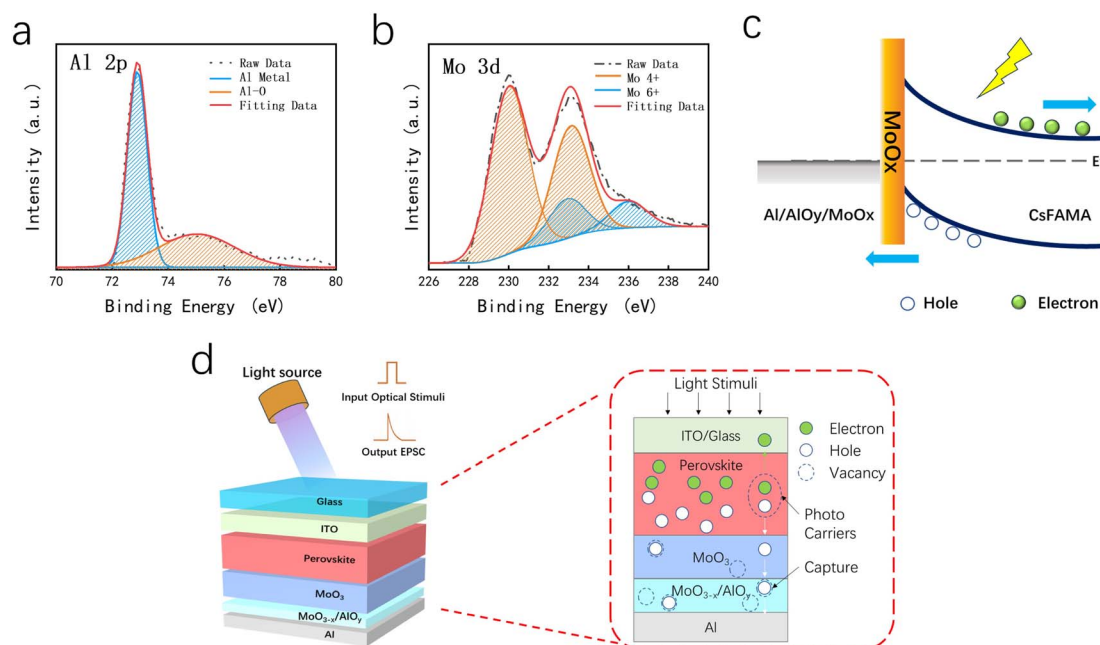 a
Al 2p
Raw Data
Al Metal
Al-O
Fitting Data
Intensity (a.u.)
70 72 74 76 78 80
Binding Energy (eV)
b
Mo 3d
Raw Data
Mo 4+
Mo 6+
Fitting Data
Intensity (a.u.)
226 228 230 232 234 236 238 240
Binding Energy (eV)
c
MoOx
E
Al/AlOy/MoOx
CsFAMA
Hole
Electron
d
Light source
Input Optical Stimuli
Output EPSC
Glass
ITO
Perovskite
MoO₃
MoO₃₋ₓ/AlOᵧ
Al
Light Stimuli
ITO/Glass
Perovskite
MoO₃
MoO₃₋ₓ/AlOᵧ
Al
Electron
Hole
Vacancy
Photo
Carriers
Capture